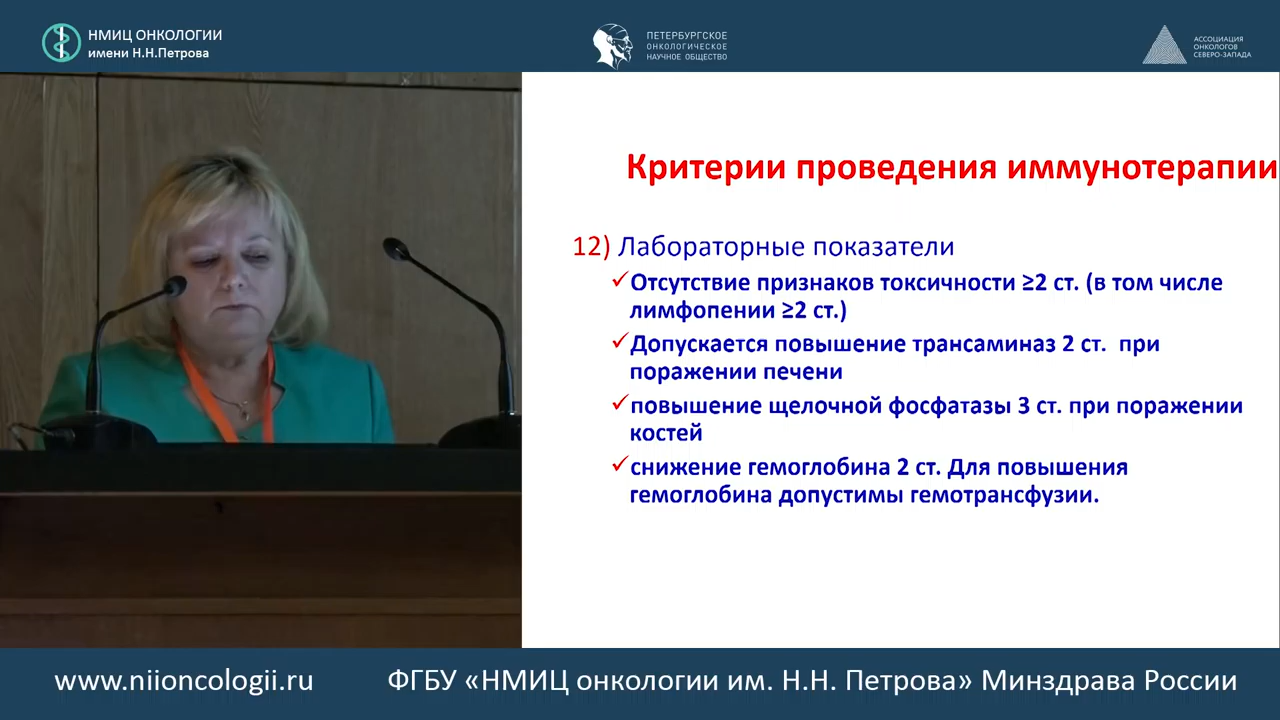 НМИЦ ОНКОЛОГИИ
имени Н.Н.Петрова
ПЕТЕРБУРГСКОЕ
ОНКОЛОГИЧЕСКОЕ
НАУЧНОЕ ОБЩЕСТВО
АССОЦИАЦИЯ
ОНКОЛОГОВ
СЕВЕРО-ЗАПАДА
Критерии проведения иммунотерапии
12) Лабораторные показатели
✓Отсутствие признаков токсичности ≥2 ст. (в том числе
лимфопении ≥2 ст.)
✓Допускается повышение трансаминаз 2 ст. при
поражении печени
✓повышение щелочной фосфатазы 3 ст. при поражении
костей
✓снижение гемоглобина 2 ст. Для повышения
гемоглобина допустимы гемотрансфузии.
www.niioncologii.ru
ФГБУ «НМИЦ онкологии им. Н.Н. Петрова» Минздрава России